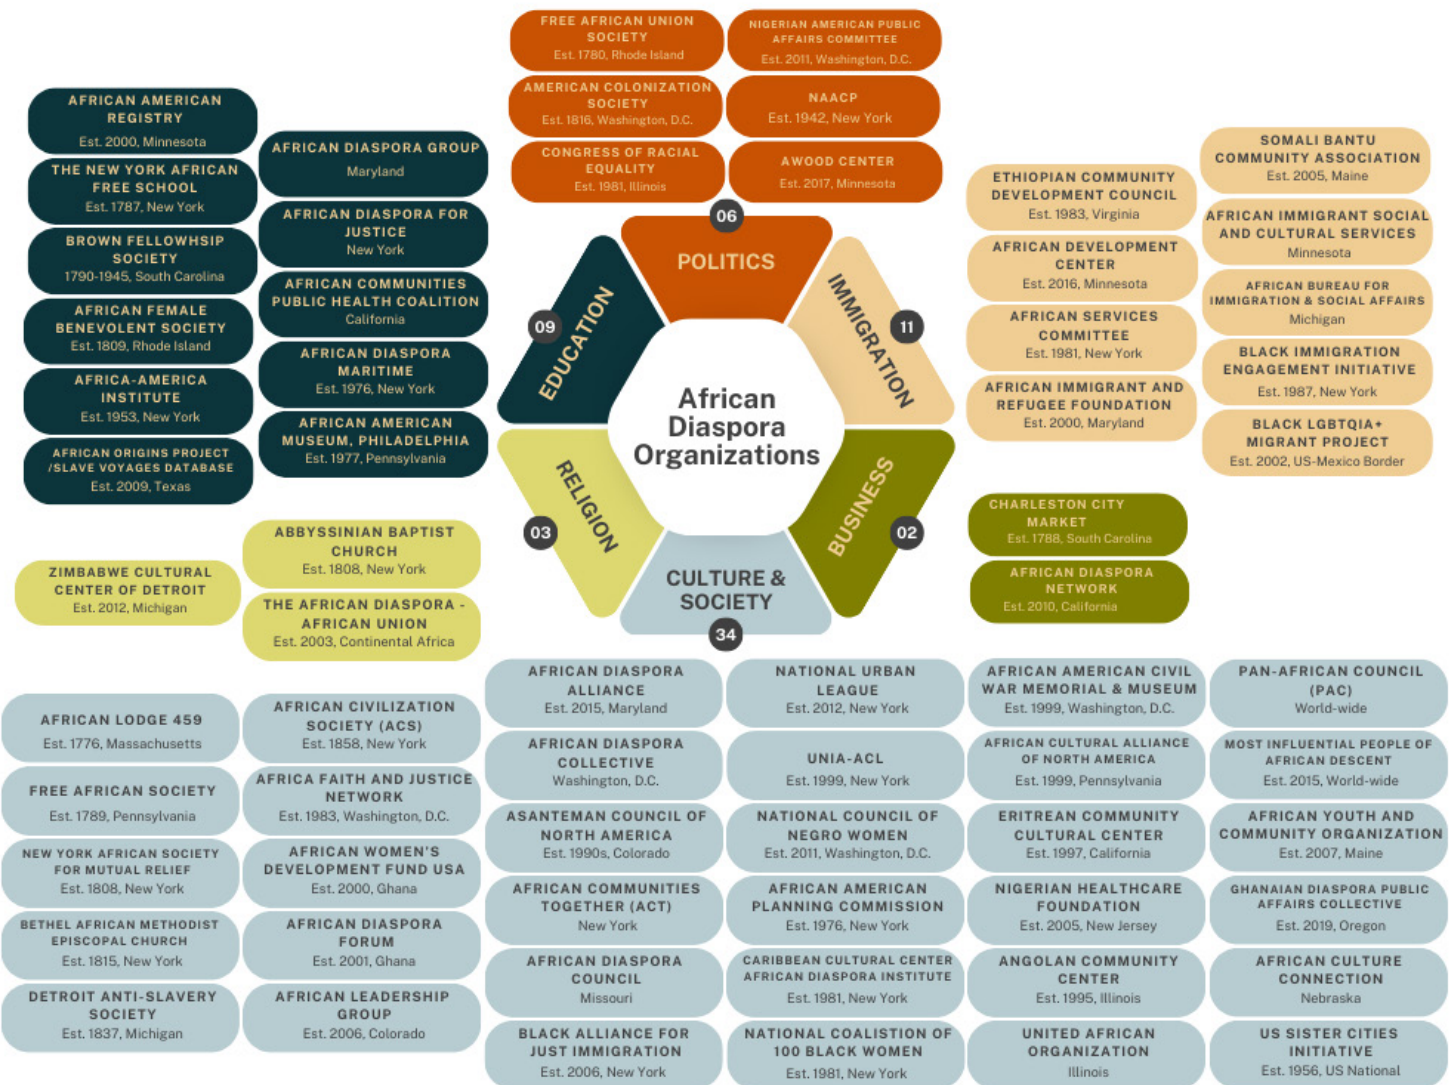 FREE AFRICAN UNION
SOCIETY
Est. 1780, Rhode Island
NIGERIAN AMERICAN PUBLIC
AFFAIRS COMMITTEE
Est. 2011, Washington, D.C.
AMERICAN COLONIZATION
SOCIETY
Est. 1816, Washington, D.C.
NAACP
Est. 1942, New York
CONGRESS OF RACIAL
EQUALITY
Est. 1981, Illinois
AWOOD CENTER
Est. 2017, Minnesota
AFRICAN AMERICAN
REGISTRY
Est. 2000, Minnesota
THE NEW YORK AFRICAN
FREE SCHOOL
Est. 1787, New York
BROWN FELLOWHSIP
SOCIETY
1790-1945, South Carolina
AFRICAN FEMALE
BENEVOLENT SOCIETY
Est. 1809, Rhode Island
AFRICA-AMERICA
INSTITUTE
Est. 1953, New York
AFRICAN ORIGINS PROJECT
/SLAVE VOYAGES DATABASE
Est. 2009, Texas
AFRICAN DIASPORA GROUP
Maryland
AFRICAN DIASPORA FOR
JUSTICE
New York
AFRICAN COMMUNITIES
PUBLIC HEALTH COALITION
California
AFRICAN DIASPORA
MARITIME
Est. 1976, New York
AFRICAN AMERICAN
MUSEUM, PHILADELPHIA
Est. 1977, Pennsylvania
06
POLITICS
09
EDUCATION
IMMIGRATION
11
African
Diaspora
Organizations
RELIGION
03
BUSINESS
02
CULTURE &
SOCIETY
34
ETHIOPIAN COMMUNITY
DEVELOPMENT COUNCIL
Est. 1983, Virginia
AFRICAN DEVELOPMENT
CENTER
Est. 2016, Minnesota
AFRICAN SERVICES
COMMITTEE
Est. 1981, New York
AFRICAN IMMIGRANT AND
REFUGEE FOUNDATION
Est. 2000, Maryland
SOMALI BANTU
COMMUNITY ASSOCIATION
Est. 2005, Maine
AFRICAN IMMIGRANT SOCIAL
AND CULTURAL SERVICES
Minnesota
AFRICAN BUREAU FOR
IMMIGRATION & SOCIAL AFFAIRS
Michigan
BLACK IMMIGRATION
ENGAGEMENT INITIATIVE
Est. 1987, New York
BLACK LGBTQIA+
MIGRANT PROJECT
Est. 2002, US-Mexico Border
CHARLESTON CITY
MARKET
Est. 1788, South Carolina
AFRICAN DIASPORA
NETWORK
Est. 2010, California
ZIMBABWE CULTURAL
CENTER OF DETROIT
Est. 2012, Michigan
ABBYSSINIAN BAPTIST
CHURCH
Est. 1808, New York
THE AFRICAN DIASPORA -
AFRICAN UNION
Est. 2003, Continental Africa
AFRICAN LODGE 459
Est. 1776, Massachusetts
FREE AFRICAN SOCIETY
Est. 1789, Pennsylvania
NEW YORK AFRICAN SOCIETY
FOR MUTUAL RELIEF
Est. 1808, New York
BETHEL AFRICAN METHODIST
EPISCOPAL CHURCH
Est. 1815, New York
DETROIT ANTI-SLAVERY
SOCIETY
Est. 1837, Michigan
AFRICAN CIVILIZATION
SOCIETY (ACS)
Est. 1858, New York
AFRICA FAITH AND JUSTICE
NETWORK
Est. 1983, Washington, D.C.
AFRICAN WOMEN'S
DEVELOPMENT FUND USA
Est. 2000, Ghana
AFRICAN DIASPORA
FORUM
Est. 2001, Ghana
AFRICAN LEADERSHIP
GROUP
Est. 2006, Colorado
AFRICAN DIASPORA
ALLIANCE
Est. 2015, Maryland
AFRICAN DIASPORA
COLLECTIVE
Washington, D.C.
ASANTEMAN COUNCIL OF
NORTH AMERICA
Est. 1990s, Colorado
AFRICAN COMMUNITIES
TOGETHER (ACT)
New York
AFRICAN DIASPORA
COUNCIL
Missouri
BLACK ALLIANCE FOR
JUST IMMIGRATION
Est. 2006, New York
NATIONAL URBAN
LEAGUE
Est. 2012, New York
UNIA-ACL
Est. 1999, New York
NATIONAL COUNCIL OF
NEGRO WOMEN
Est. 2011, Washington, D.C.
AFRICAN AMERICAN
PLANNING COMMISSION
Est. 1976, New York
CARIBBEAN CULTURAL CENTER
AFRICAN DIASPORA INSTITUTE
Est. 1981, New York
NATIONAL COALISTION OF
100 BLACK WOMEN
Est. 1981, New York
AFRICAN AMERICAN CIVIL
WAR MEMORIAL & MUSEUM
Est. 1999, Washington, D.C.
AFRICAN CULTURAL ALLIANCE
OF NORTH AMERICA
Est. 1999, Pennsylvania
ERITREAN COMMUNITY
CULTURAL CENTER
Est. 1997, California
NIGERIAN HEALTHCARE
FOUNDATION
Est. 2005, New Jersey
ANGOLAN COMMUNITY
CENTER
Est. 1995, Illinois
UNITED AFRICAN
ORGANIZATION
Illinois
PAN-AFRICAN COUNCIL
(PAC)
World-wide
MOST INFLUENTIAL PEOPLE OF
AFRICAN DESCENT
Est. 2015, World-wide
AFRICAN YOUTH AND
COMMUNITY ORGANIZATION
Est. 2007, Maine
GHANAIAN DIASPORA PUBLIC
AFFAIRS COLLECTIVE
Est. 2019, Oregon
AFRICAN CULTURE
CONNECTION
Nebraska
US SISTER CITIES
INITIATIVE
Est. 1956, US National